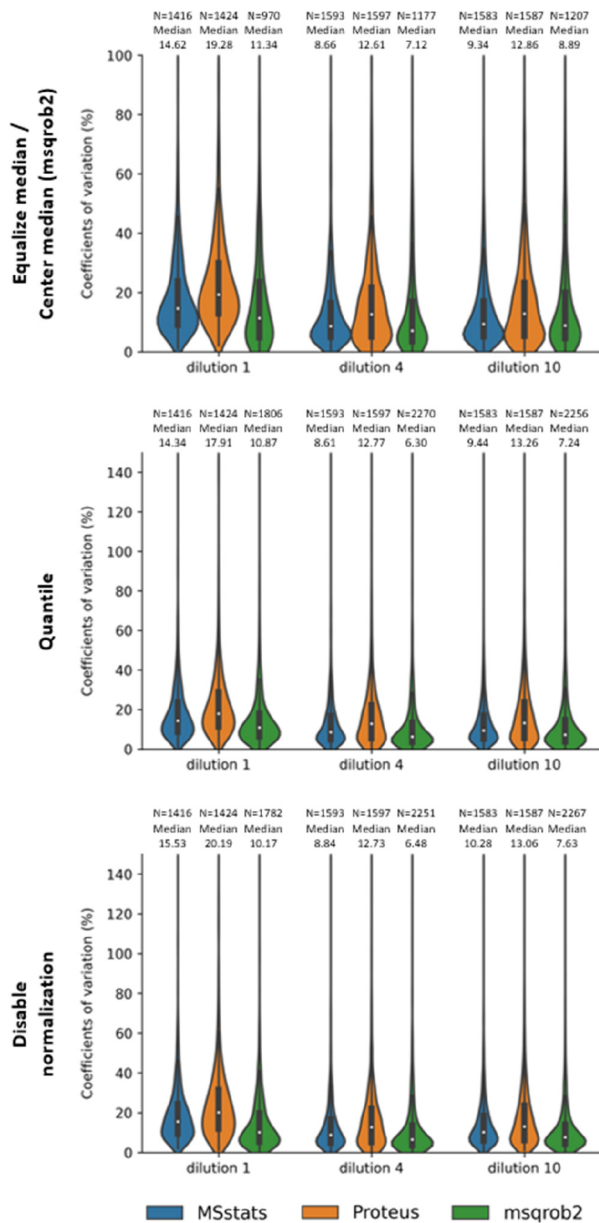 N=1416 N=1424 N=970 N=1593 N=1597 N=1177 N=1583 N=1587 N=1207
Median Median Median Median Median Median Median Median Median
14.62 19.28 11.34 8.66 12.61 7.12 9.34 12.86 8.89
Equalize median /
Center median (msqrob2)
Coefficients of variation (%)
100
80
60
40
20
0
dilution 1 dilution 4 dilution 10
N=1416 N=1424 N=1806 N=1593 N=1597 N=2270 N=1583 N=1587 N=2256
Median Median Median Median Median Median Median Median Median
14.34 17.91 10.87 8.61 12.77 6.30 9.44 13.26 7.24
Quantile
Coefficients of variation (%)
140
120
100
80
60
40
20
0
dilution 1 dilution 4 dilution 10
N=1416 N=1424 N=1782 N=1593 N=1597 N=2251 N=1583 N=1587 N=2267
Median Median Median Median Median Median Median Median Median
15.53 20.19 10.17 8.84 12.73 6.48 10.28 13.06 7.63
Disable
normalization
Coefficients of variation (%)
140
120
100
80
60
40
20
0
dilution 1 dilution 4 dilution 10
MSstats Proteus msqrob2